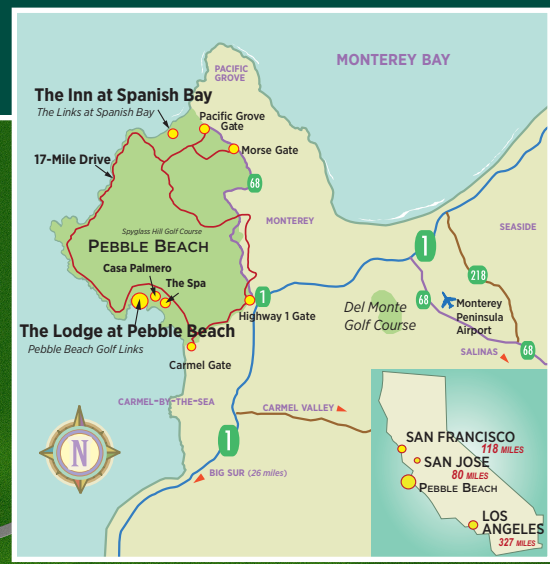 MONTEREY BAY
PACIFIC
GROVE
The Inn at Spanish Bay
The Links at Spanish Bay
Pacific Grove
Gate
17-Mile Drive
Morse Gate
68
MONTEREY
SEASIDE
Spyglass Hill Golf Course
PEBBLE BEACH
1
218
Casa Palmero
The Spa
1
68
Monterey
Peninsula
Airport
Highway 1 Gate
Del Monte
Golf Course
The Lodge at Pebble Beach
Pebble Beach Golf Links
68
SALINAS
Carmel Gate
CARMEL-BY-THE-SEA
CARMEL VALLEY
1
N
BIG SUR (26 miles)
SAN FRANCISCO
118 MILES
SAN JOSE
80 MILES
PEBBLE BEACH
LOS
ANGELES
327 MILES